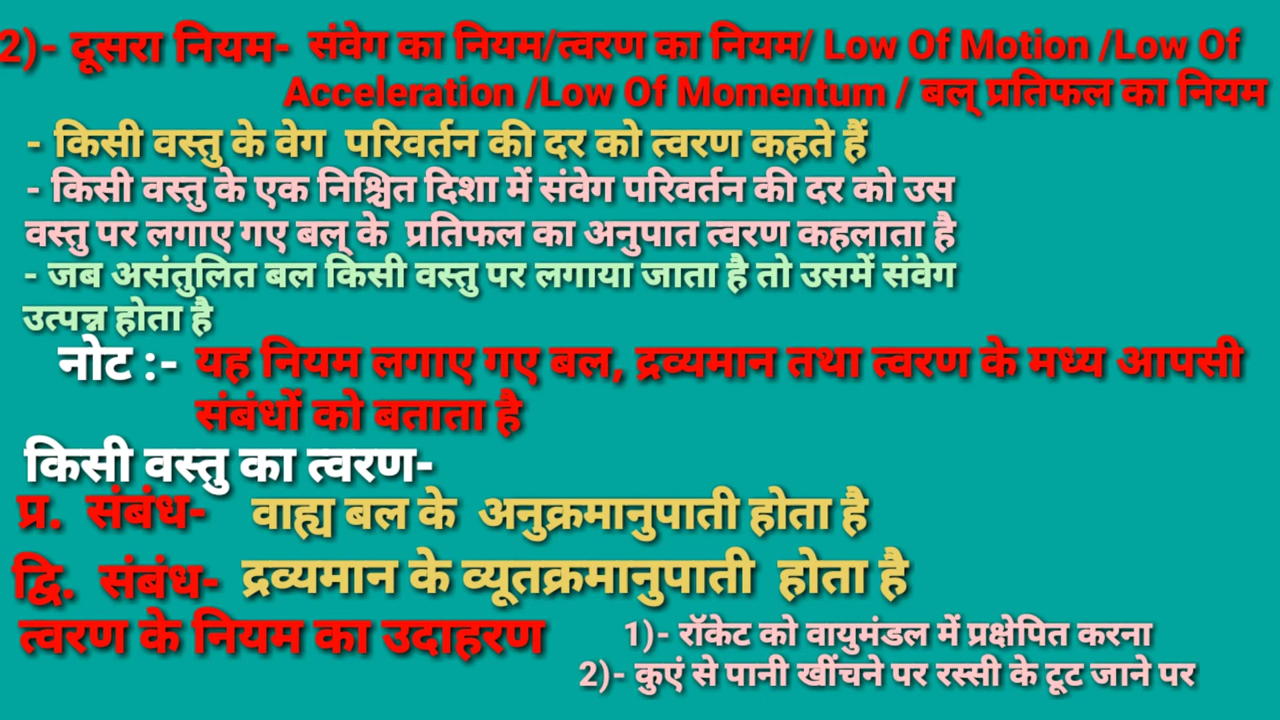 2)- दूसरा नियम- संवेग का नियम/त्वरण का नियम/ Low Of Motion /Low Of
Acceleration /Low Of Momentum / बल् प्रतिफल का नियम
- किसी वस्तु के वेग परिवर्तन की दर को त्वरण कहते हैं
- किसी वस्तु के एक निश्चित दिशा में संवेग परिवर्तन की दर को उस
वस्तु पर लगाए गए बल् के प्रतिफल का अनुपात त्वरण कहलाता है
- जब असंतुलित बल किसी वस्तु पर लगाया जाता है तो उसमें संवेग
उत्पन्न होता है
नोट :- यह नियम लगाए गए बल, द्रव्यमान तथा त्वरण के मध्य आपसी
संबंधों को बताता है
किसी वस्तु का त्वरण-
प्र. संबंध- वाह्य बल के अनुक्रमानुपाती होता है
द्वि. संबंध- द्रव्यमान के व्यूतक्रमानुपाती होता है
त्वरण के नियम का उदाहरण 1)- रॉकेट को वायुमंडल में प्रक्षेपित करना
2)- कुएं से पानी खींचने पर रस्सी के टूट जाने पर